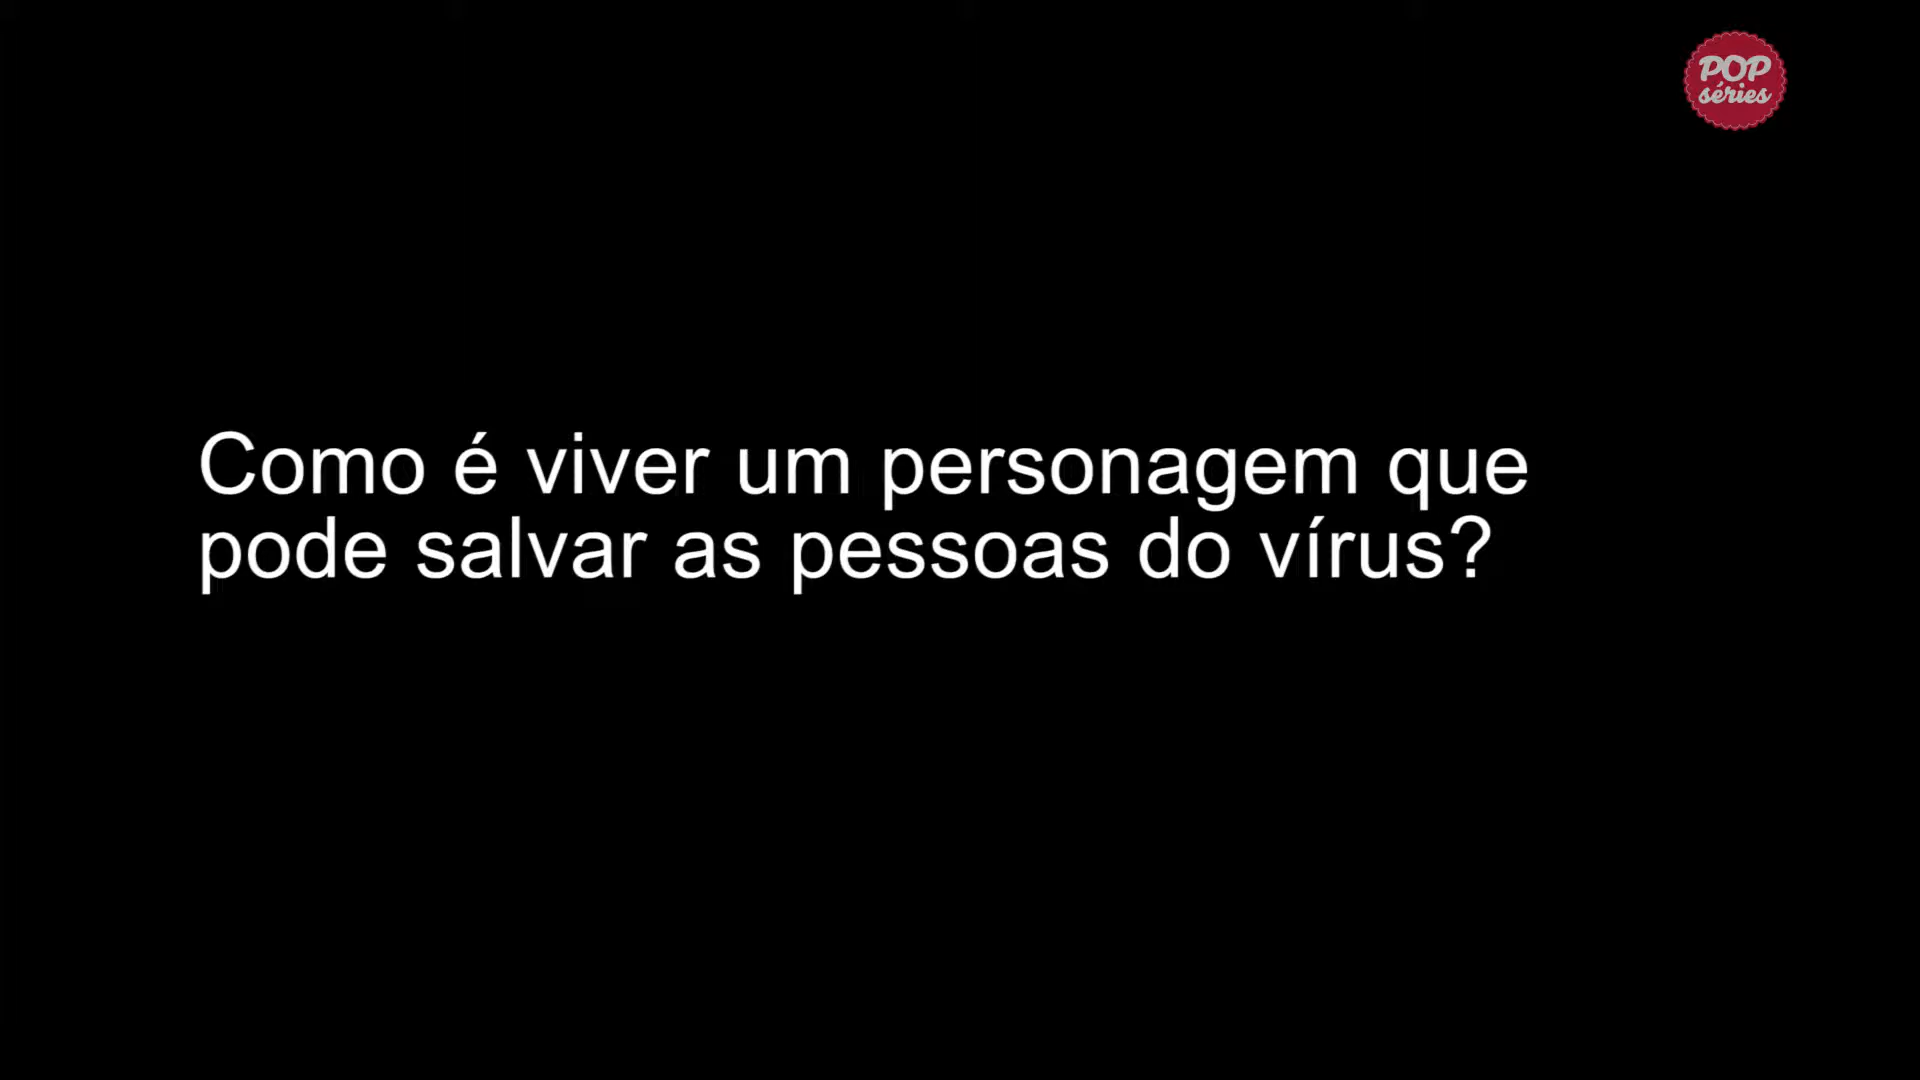 POP
séries
Como é viver um personagem que
pode salvar as pessoas do vírus?